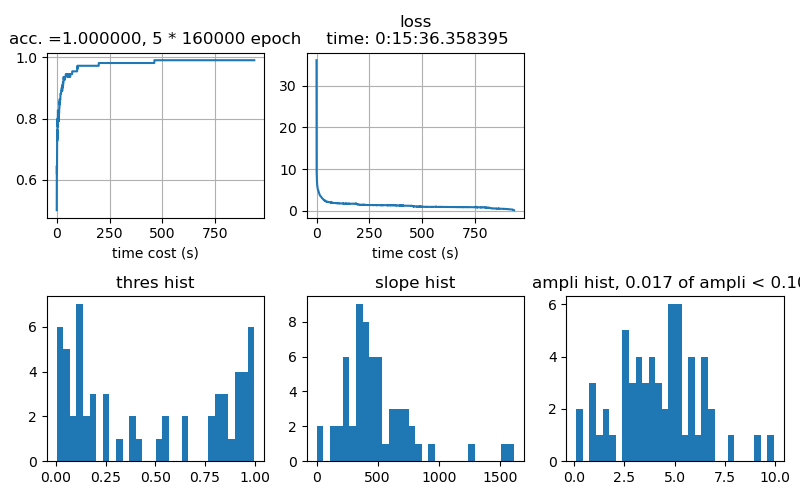 acc. =1.000000, 5 * 160000 epoch
1.0
0.8
0.6
0 250 500 750
time cost (s)
loss
time: 0:15:36.358395
30
20
10
0
0 250 500 750
time cost (s)
thres hist
6
4
2
0
0.00 0.25 0.50 0.75 1.00
slope hist
8
6
4
2
0
0 500 1000 1500
ampli hist, 0.017 of ampli < 0.10
6
4
2
0
0.0 2.5 5.0 7.5 10.0